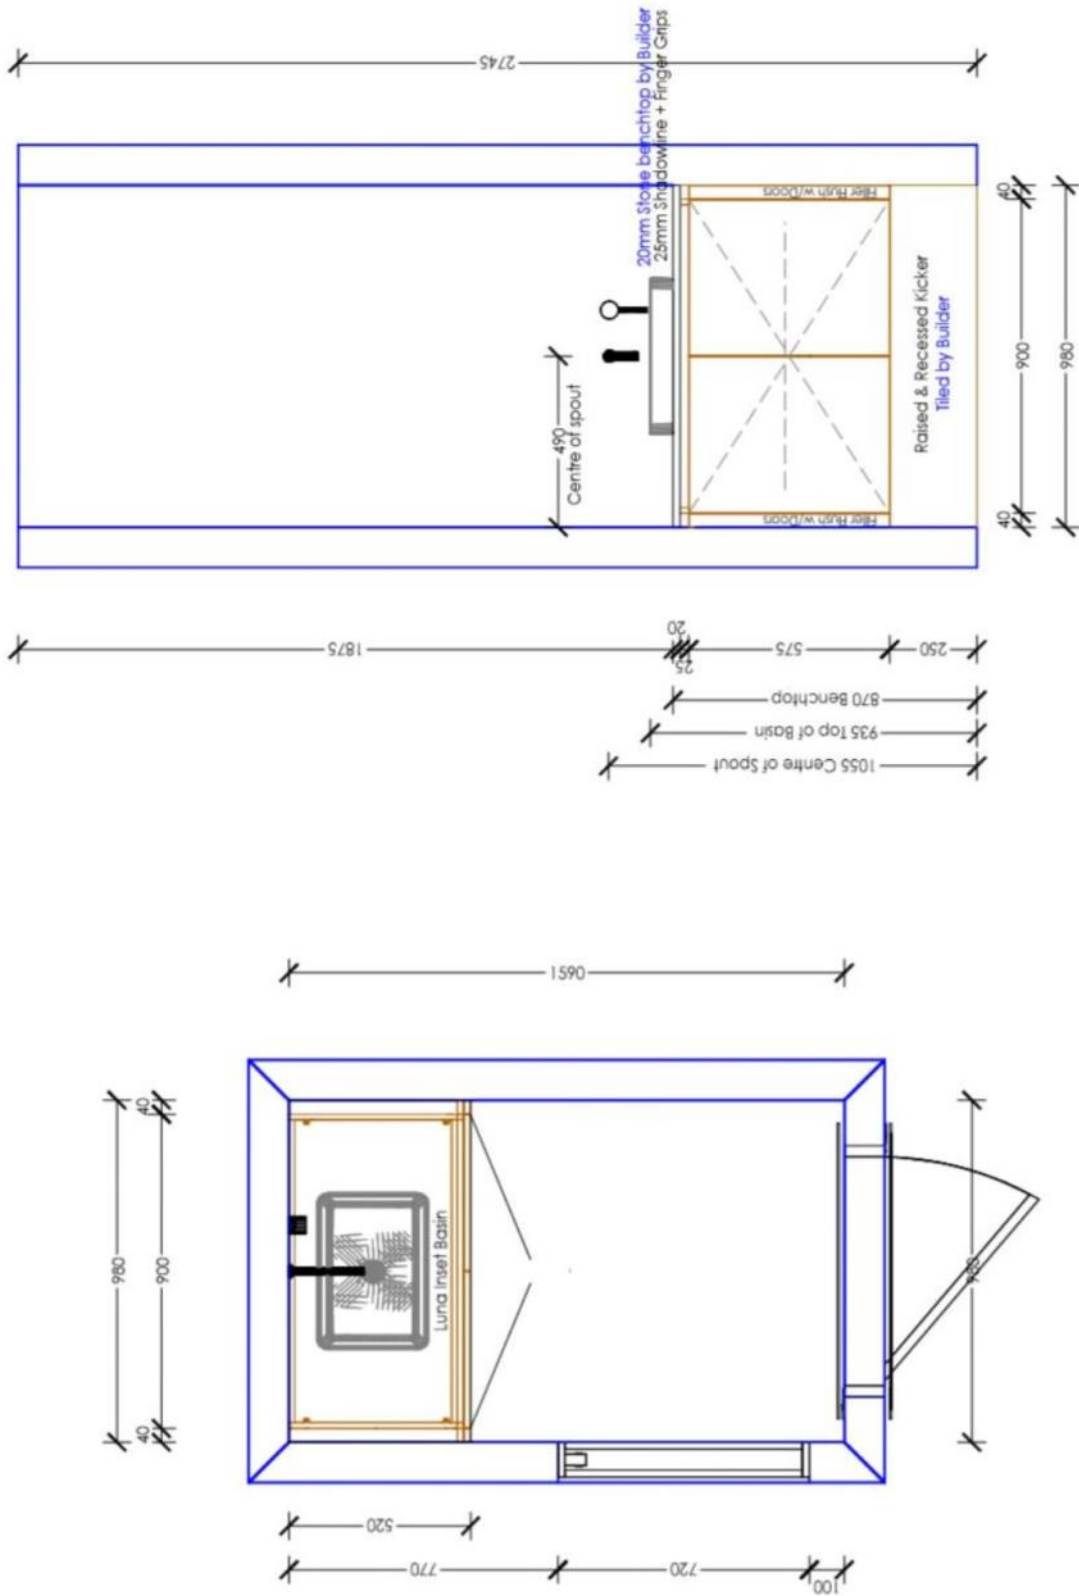 2745
20mm Stone benchtop by Builder
25mm Shadowline + Finger Grips
490
Centre of spout
Filler Flush w/Doors
Filler Flush w/Doors
Raised & Recessed Kicker
Tiled by Builder
40
900
40
980
1875
20
25
575
250
870 Benchtop
935 Top of Basin
1055 Centre of Spout
1590
980
40
900
40
Luna Inset Basin
980
520
770
720
100